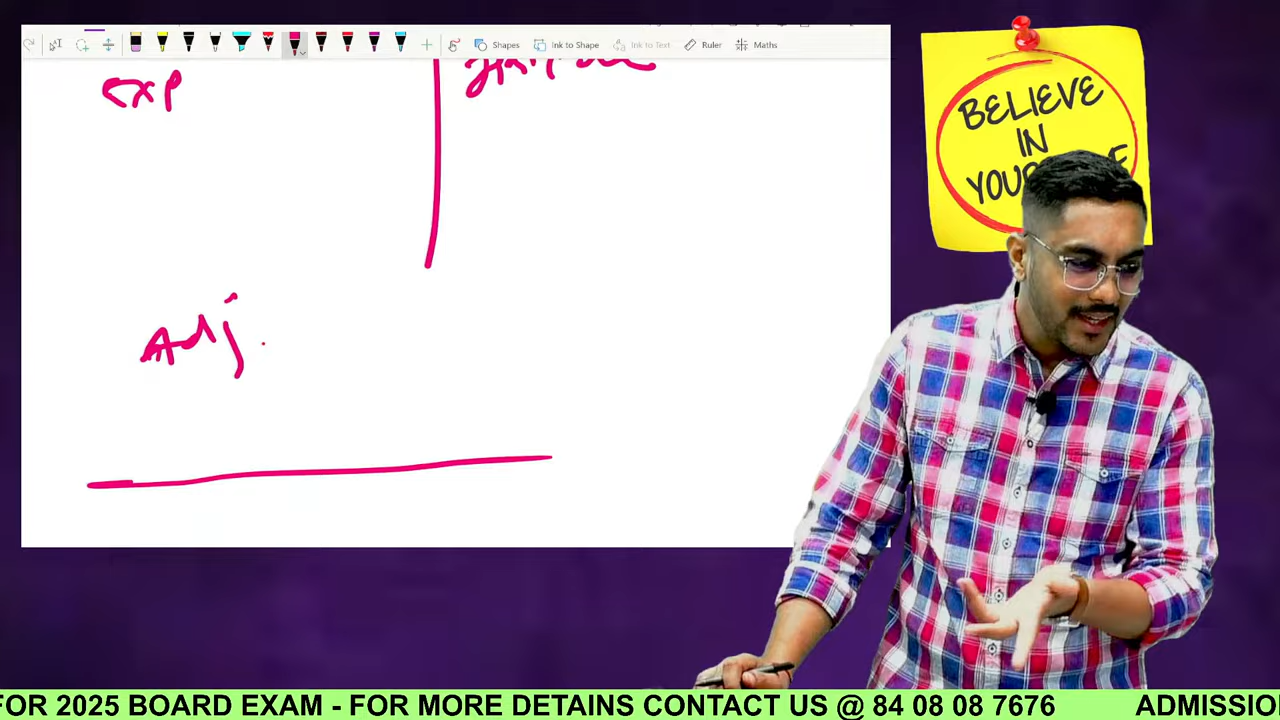 Shapes Ink to Shape Ink to Text Ruler Maths
exp
Adj.
BELIEVE
IN
FOR 2025 BOARD EXAM - FOR MORE DETAINS CONTACT US @ 84 08 08 7676 ADMISSIO